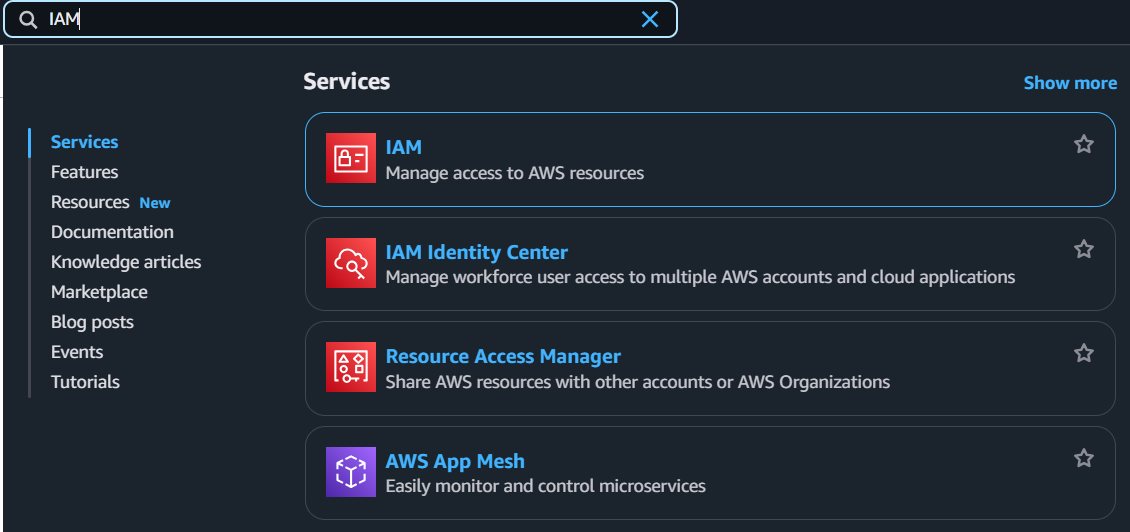 IAM
Services
Show more
Services
Features
Resources New
Documentation
Knowledge articles
Marketplace
Blog posts
Events
Tutorials
IAM
Manage access to AWS resources
IAM Identity Center
Manage workforce user access to multiple AWS accounts and cloud applications
Resource Access Manager
Share AWS resources with other accounts or AWS Organizations
AWS App Mesh
Easily monitor and control microservices